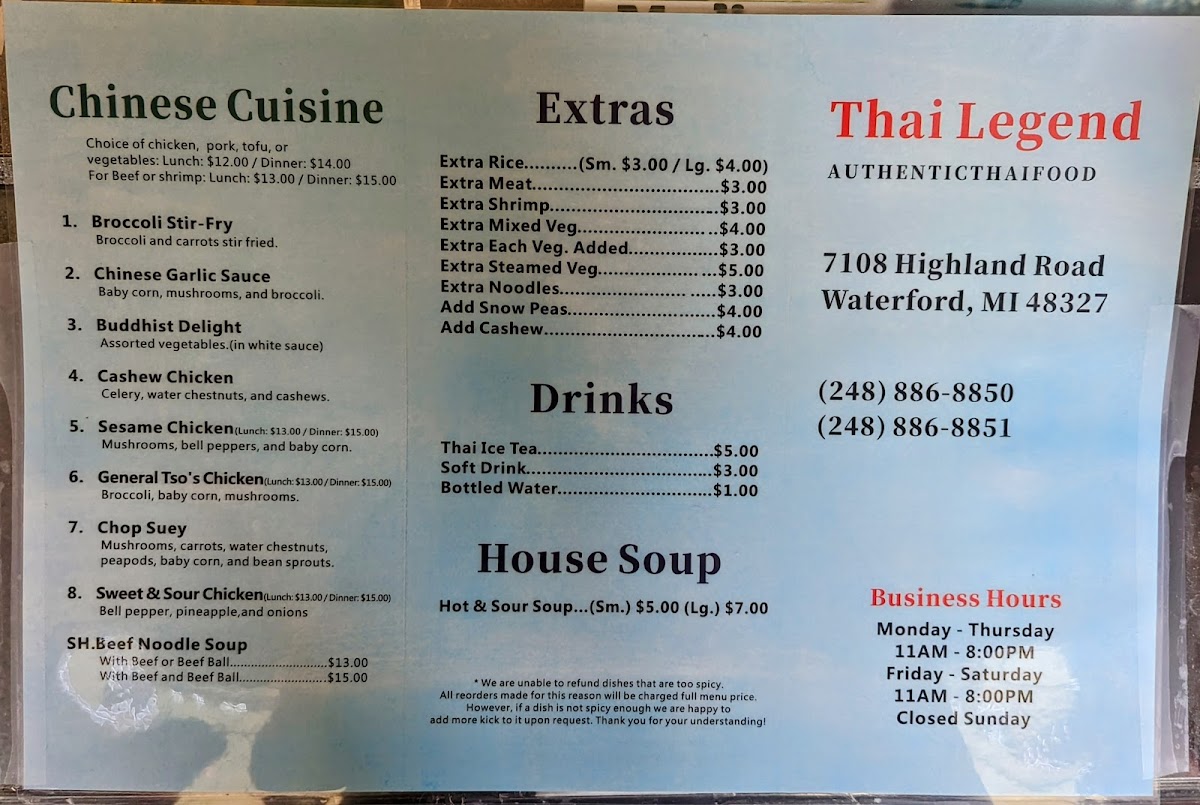 Chinese Cuisine
Choice of chicken, pork, tofu, or
vegetables: Lunch: $12.00 / Dinner: $14.00
For Beef or shrimp: Lunch: $13.00 / Dinner: $15.00
1. Broccoli Stir-Fry
Broccoli and carrots stir fried.
2. Chinese Garlic Sauce
Baby corn, mushrooms, and broccoli.
3. Buddhist Delight
Assorted vegetables.(in white sauce)
4. Cashew Chicken
Celery, water chestnuts, and cashews.
5. Sesame Chicken(Lunch: $13.00 / Dinner: $15.00)
Mushrooms, bell peppers, and baby corn.
6. General Tso's Chicken(Lunch: $13.00 / Dinner: $15.00)
Broccoli, baby corn, mushrooms.
7. Chop Suey
Mushrooms, carrots, water chestnuts,
peapods, baby corn, and bean sprouts.
8. Sweet & Sour Chicken(Lunch: $13.00 / Dinner: $15.00)
Bell pepper, pineapple,and onions
SH.Beef Noodle Soup
With Beef or Beef Ball............................$13.00
With Beef and Beef Ball.........................$15.00
Extras
Extra Rice..........(Sm. $3.00 / Lg. $4.00)
Extra Meat.....................................$3.00
Extra Shrimp..................................$3.00
Extra Mixed Veg............................$4.00
Extra Each Veg. Added..................$3.00
Extra Steamed Veg.......................$5.00
Extra Noodles.............................. .....$3.00
Add Snow Peas..............................$4.00
Add Cashew...................................$4.00
Drinks
Thai Ice Tea...................................$5.00
Soft Drink.....................................$3.00
Bottled Water...............................$1.00
House Soup
Hot & Sour Soup...(Sm.) $5.00 (Lg.) $7.00
* We are unable to refund dishes that are too spicy.
All reorders made for this reason will be charged full menu price.
However, if a dish is not spicy enough we are happy to
add more kick to it upon request. Thank you for your understanding!
Thai Legend
AUTHENTICTHAIFOOD
7108 Highland Road
Waterford, MI 48327
(248) 886-8850
(248) 886-8851
Business Hours
Monday - Thursday
11AM - 8:00PM
Friday - Saturday
11AM - 8:00PM
Closed Sunday